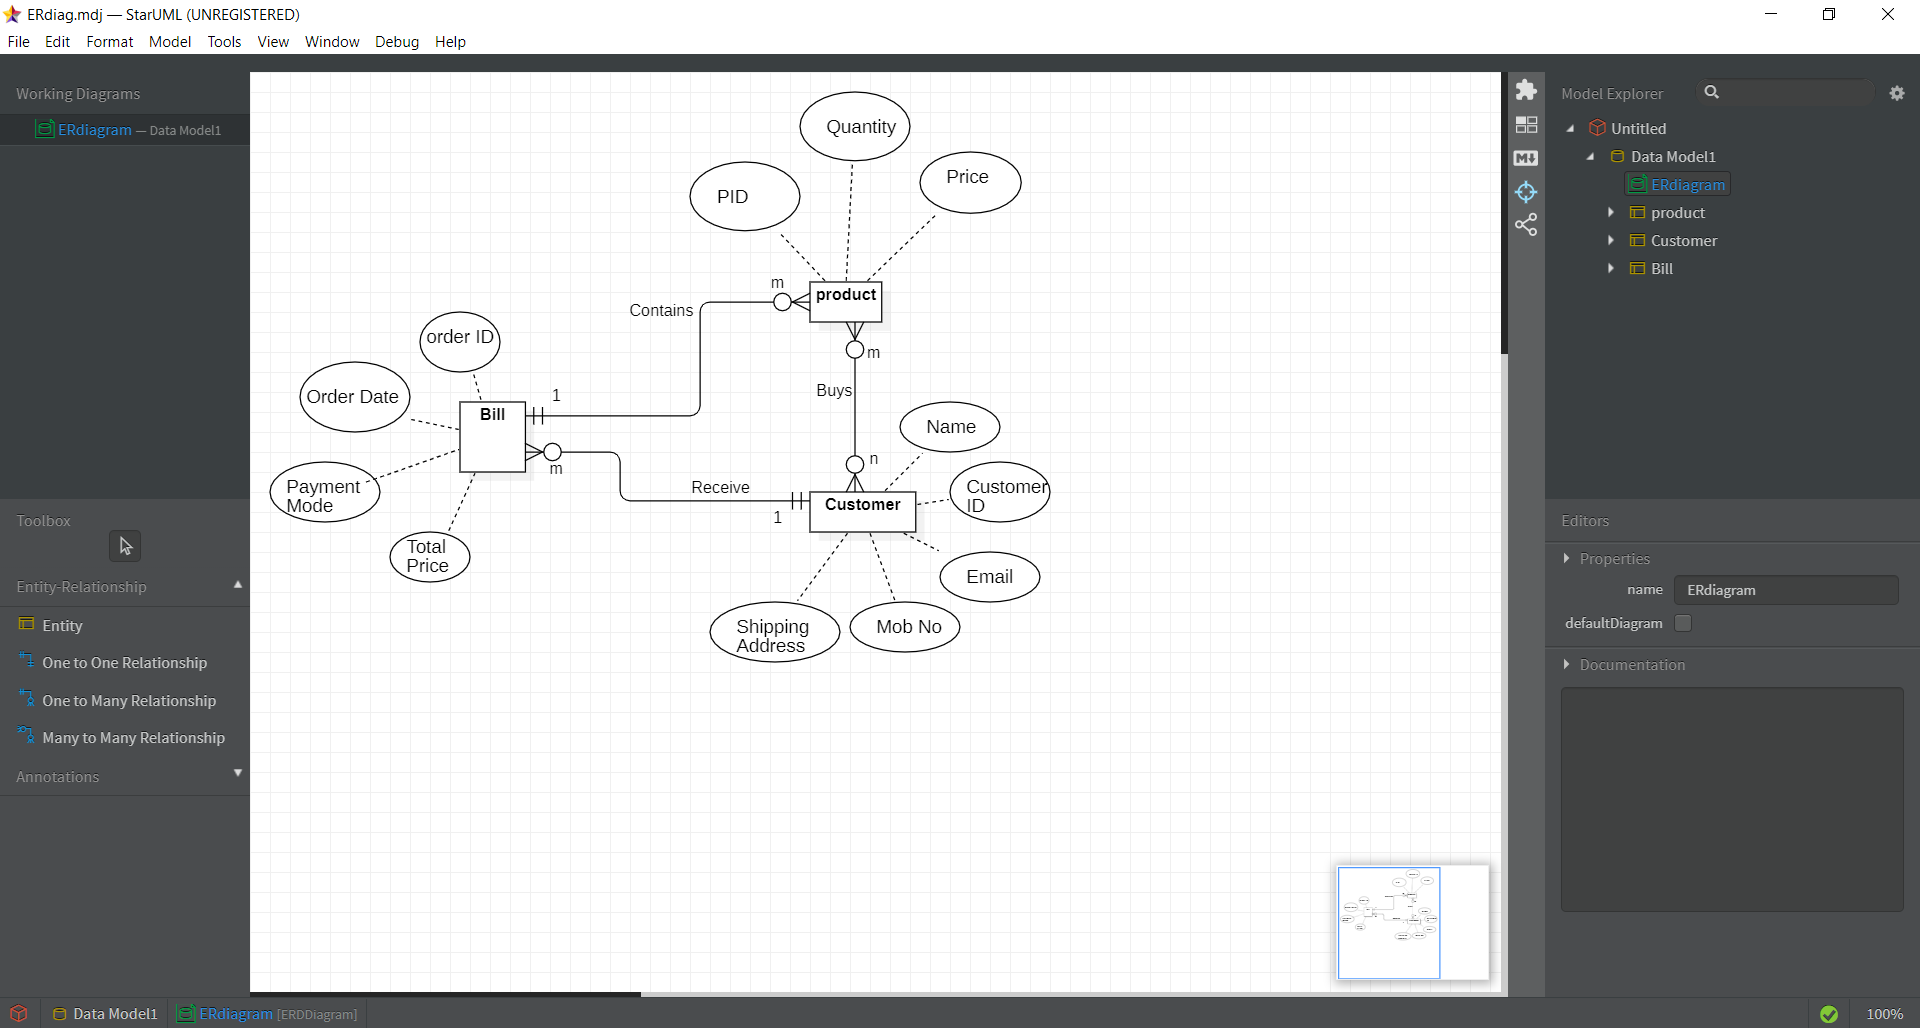 ERdiag.mdj — StarUML (UNREGISTERED)
File Edit Format Model Tools View Window Debug Help
Working Diagrams
ERdiagram — Data Model1
Toolbox
Entity-Relationship
Entity
One to One Relationship
One to Many Relationship
Many to Many Relationship
Annotations
Quantity
Price
PID
m
product
Contains
order ID
m
Buys
1
Order Date
Bill
Name
n
m
Payment
Mode
Receive
Customer
ID
Customer
1
Total
Price
Email
Shipping
Address
Mob No
Model Explorer
Untitled
Data Model1
ERdiagram
product
Customer
Bill
Editors
Properties
name ERdiagram
defaultDiagram
Documentation
Data Model1 ERdiagram [ERDDiagram] 100%